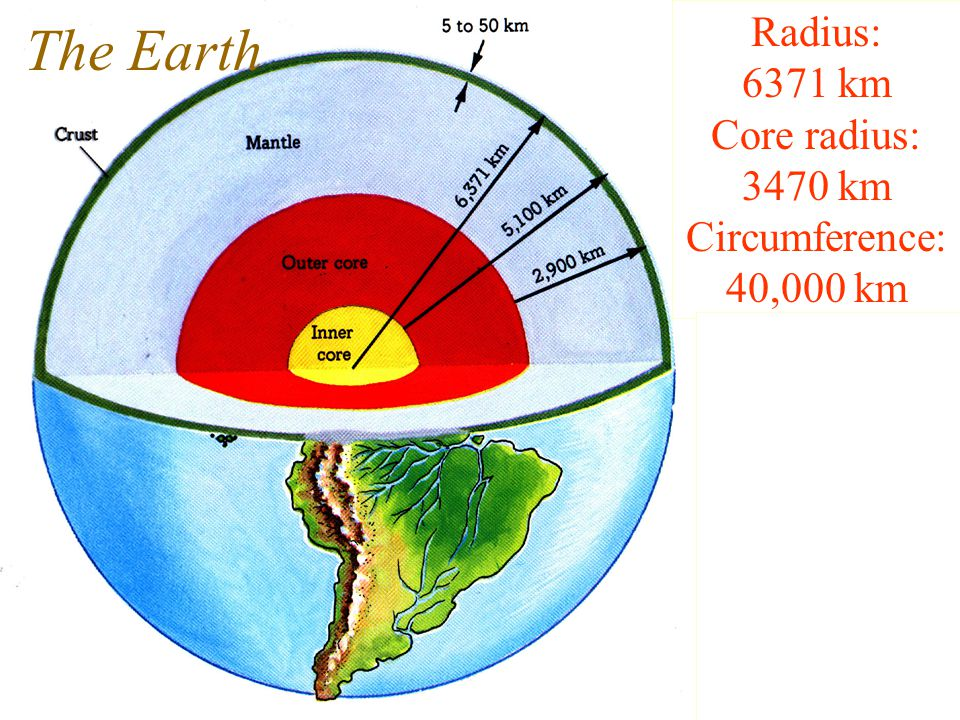 The Earth
5 to 50 km
Crust
Mantle
6,371 km
5,100 km
2,900 km
Outer core
Inner
core
Radius:
6371 km
Core radius:
3470 km
Circumference:
40,000 km